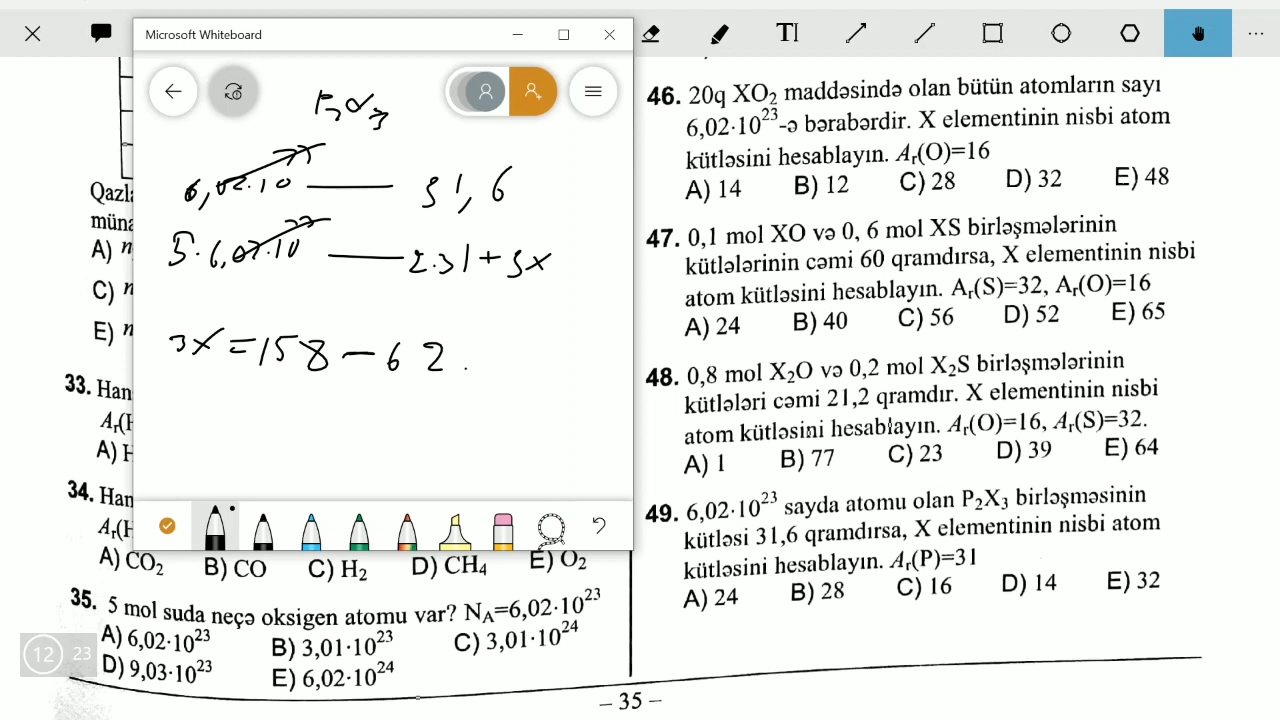 Microsoft Whiteboard
P₂X₃
6,02·10²³ —— 31,6
5·6,02·10²³ —— 2·31+3x
3x=158-62.
Qazla
müna
A) n
C) n
E) n
33. Han
Aᵣ(H
A) H
34. Han
Aᵣ(H
A) CO₂ B) CO C) H₂ D) CH₄ E) O₂
35. 5 mol suda neçə oksigen atomu var? N_A=6,02·10²³
A) 6,02·10²³ B) 3,01·10²³ C) 3,01·10²⁴
D) 9,03·10²³ E) 6,02·10²⁴
12 23
46. 20q XO₂ maddəsində olan bütün atomların sayı
6,02·10²³-ə bərabərdir. X elementinin nisbi atom
kütləsini hesablayın. Aᵣ(O)=16
A) 14 B) 12 C) 28 D) 32 E) 48
47. 0,1 mol XO və 0, 6 mol XS birləşmələrinin
kütlələrinin cəmi 60 qramdırsa, X elementinin nisbi
atom kütləsini hesablayın. Aᵣ(S)=32, Aᵣ(O)=16
A) 24 B) 40 C) 56 D) 52 E) 65
48. 0,8 mol X₂O və 0,2 mol X₂S birləşmələrinin
kütlələri cəmi 21,2 qramdır. X elementinin nisbi
atom kütləsini hesablayın. Aᵣ(O)=16, Aᵣ(S)=32.
A) 1 B) 77 C) 23 D) 39 E) 64
49. 6,02·10²³ sayda atomu olan P₂X₃ birləşməsinin
kütləsi 31,6 qramdırsa, X elementinin nisbi atom
kütləsini hesablayın. Aᵣ(P)=31
A) 24 B) 28 C) 16 D) 14 E) 32
– 35 –